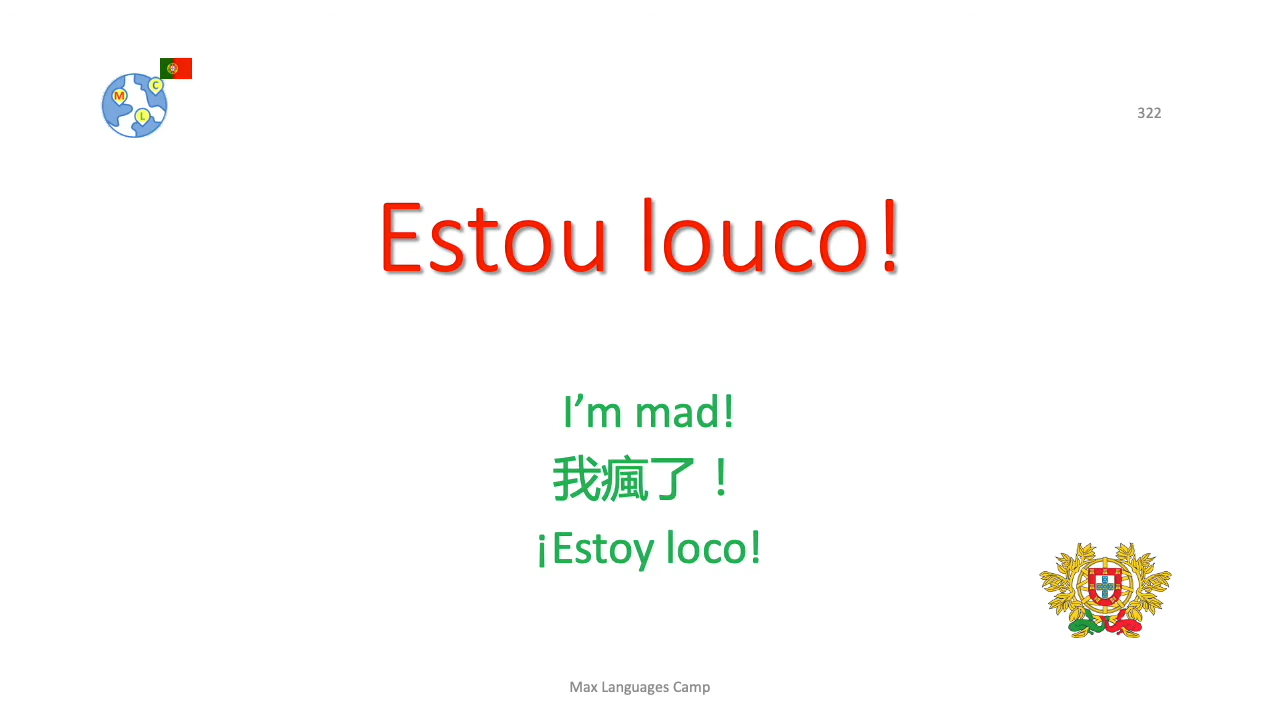 C
M
L
322
Estou louco!
I’m mad!
我瘋了！
¡Estoy loco!
Max Languages Camp